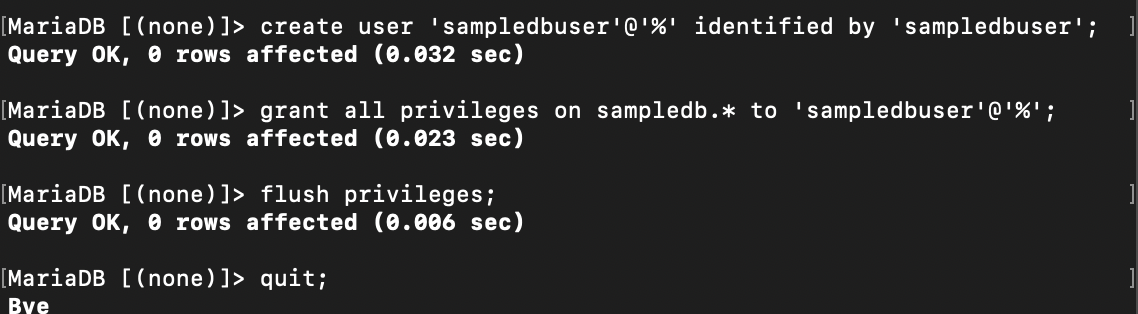 [MariaDB [(none)]> create user 'sampledbuser'@'%' identified by 'sampledbuser'; ]
Query OK, 0 rows affected (0.032 sec)
[MariaDB [(none)]> grant all privileges on sampledb.* to 'sampledbuser'@'%'; ]
Query OK, 0 rows affected (0.023 sec)
[MariaDB [(none)]> flush privileges; ]
Query OK, 0 rows affected (0.006 sec)
[MariaDB [(none)]> quit; ]
Bye